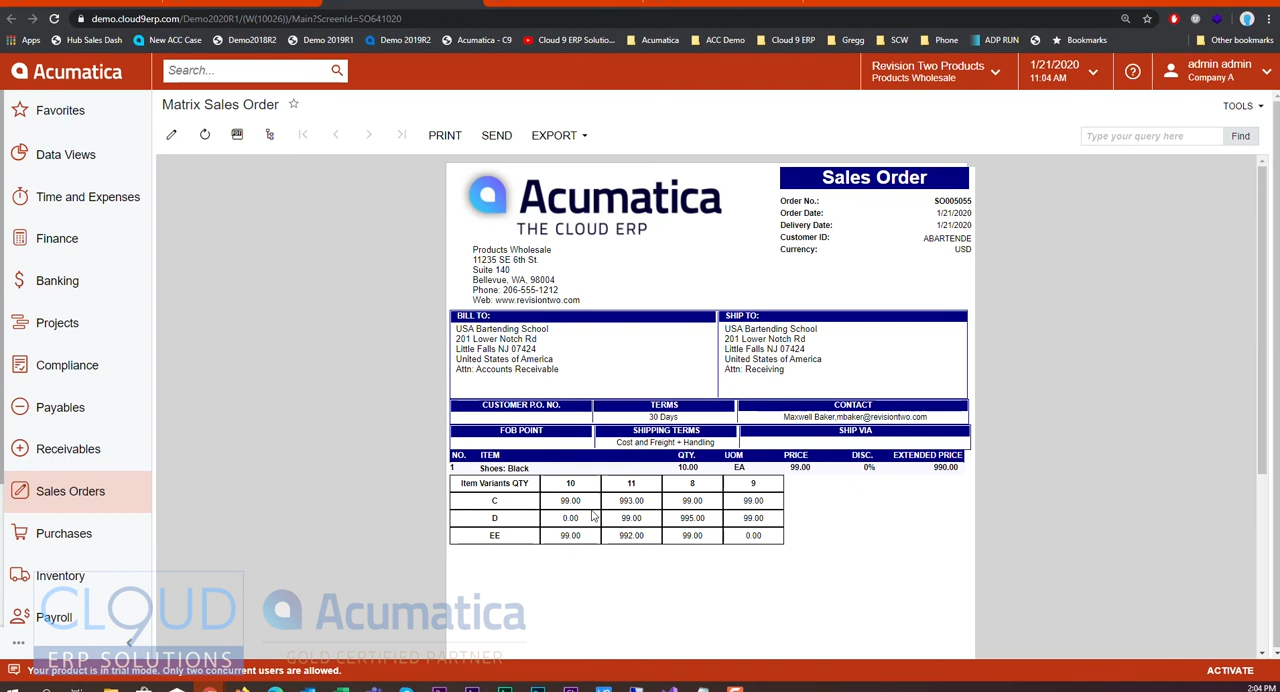 demo.cloud9erp.com/Demo2020R1/(W(10026))/Main?ScreenId=SO641020
Apps Hub Sales Dash New ACC Case Demo2018R2 Demo 2019R1 Demo 2019R2 Acumatica - C9 Cloud 9 ERP Solutio... Acumatica ACC Demo Cloud 9 ERP Gregg SCW Phone ADP RUN Bookmarks Other bookmarks
Acumatica
Search...
Revision Two Products
Products Wholesale
1/21/2020
11:04 AM
admin admin
Company A
Favorites
Data Views
Time and Expenses
Finance
Banking
Projects
Compliance
Payables
Receivables
Sales Orders
Purchases
Inventory
Payroll
Matrix Sales Order
TOOLS
PRINT SEND EXPORT
Type your query here Find
Acumatica
THE CLOUD ERP
Products Wholesale
11235 SE 6th St.
Suite 140
Bellevue, WA, 98004
Phone: 206-555-1212
Web: www.revisiontwo.com
Sales Order
Order No.: SO005055
Order Date: 1/21/2020
Delivery Date: 1/21/2020
Customer ID: ABARTENDE
Currency: USD
BILL TO:
USA Bartending School
201 Lower Notch Rd
Little Falls NJ 07424
United States of America
Attn: Accounts Receivable
SHIP TO:
USA Bartending School
201 Lower Notch Rd
Little Falls NJ 07424
United States of America
Attn: Receiving
CUSTOMER P.O. NO. TERMS CONTACT
30 Days Maxwell Baker,mbaker@revisiontwo.com
FOB POINT SHIPPING TERMS SHIP VIA
Cost and Freight + Handling
NO. ITEM QTY. UOM PRICE DISC. EXTENDED PRICE
1 Shoes: Black 10.00 EA 99.00 0% 990.00
Item Variants QTY 10 11 8 9
C 99.00 993.00 99.00 99.00
D 0.00 99.00 995.00 99.00
EE 99.00 992.00 99.00 0.00
CLOUD9
ERP SOLUTIONS
Acumatica
GOLD CERTIFIED PARTNER
Your product is in trial mode. Only two concurrent users are allowed.
ACTIVATE
2:04 PM